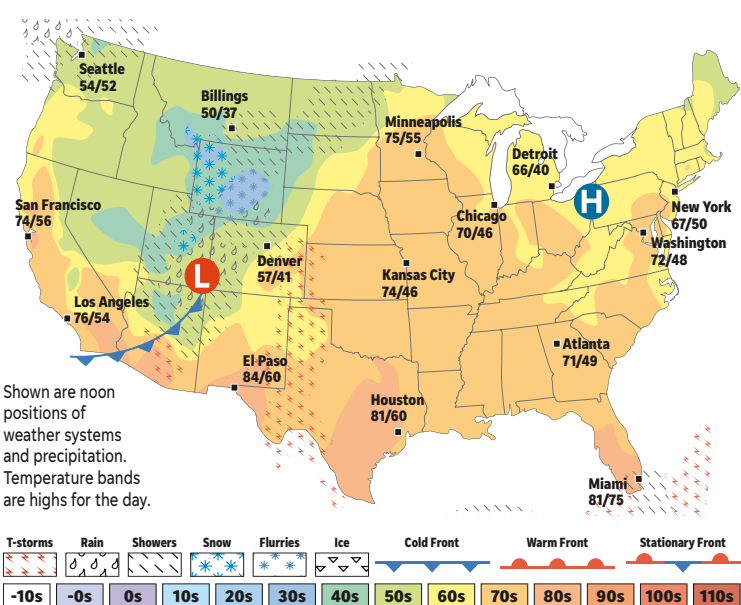 Seattle
54/52
Billings
50/37
Minneapolis
75/55
Detroit
66/40
H
San Francisco
74/56
Chicago
70/46
New York
67/50
Washington
72/48
Denver
57/41
L
Kansas City
74/46
Los Angeles
76/54
Atlanta
71/49
El Paso
84/60
Houston
81/60
Miami
81/75
Shown are noon
positions of
weather systems
and precipitation.
Temperature bands
are highs for the day.
T-storms Rain Showers Snow Flurries Ice Cold Front Warm Front Stationary Front
-10s -0s 0s 10s 20s 30s 40s 50s 60s 70s 80s 90s 100s 110s